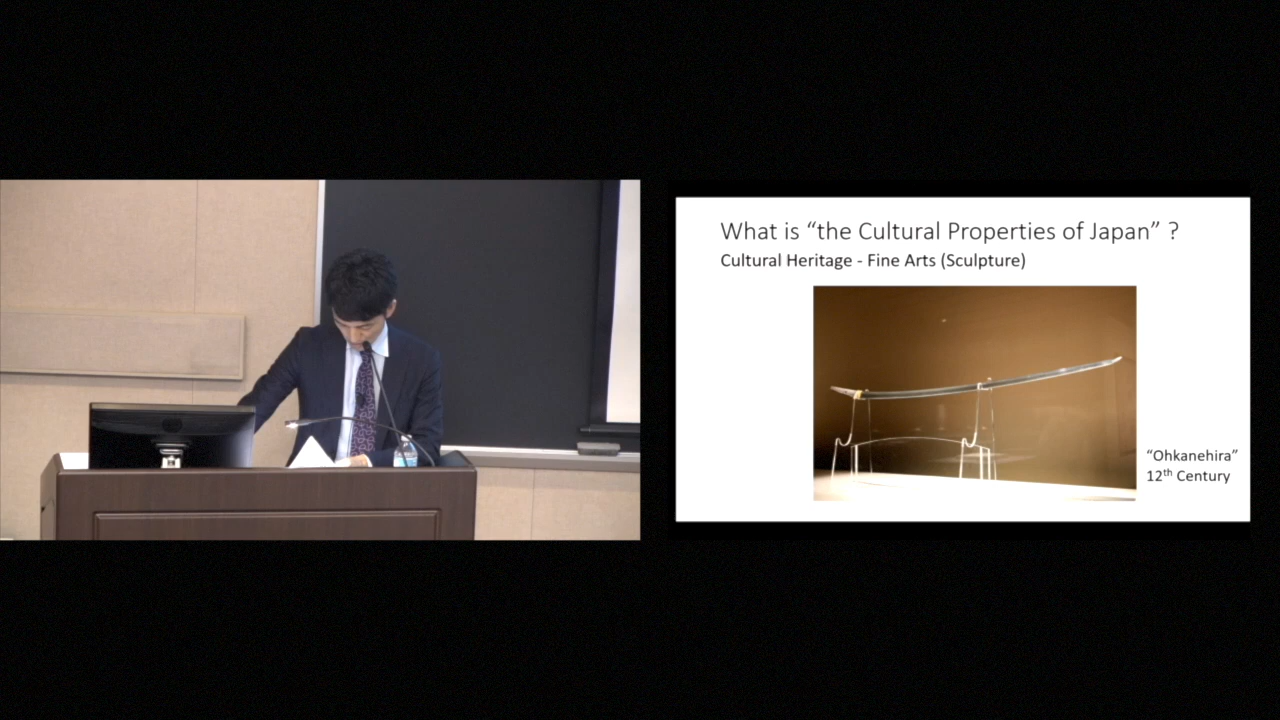 What is “the Cultural Properties of Japan” ?
Cultural Heritage - Fine Arts (Sculpture)
“Ohkanehira”
12th Century